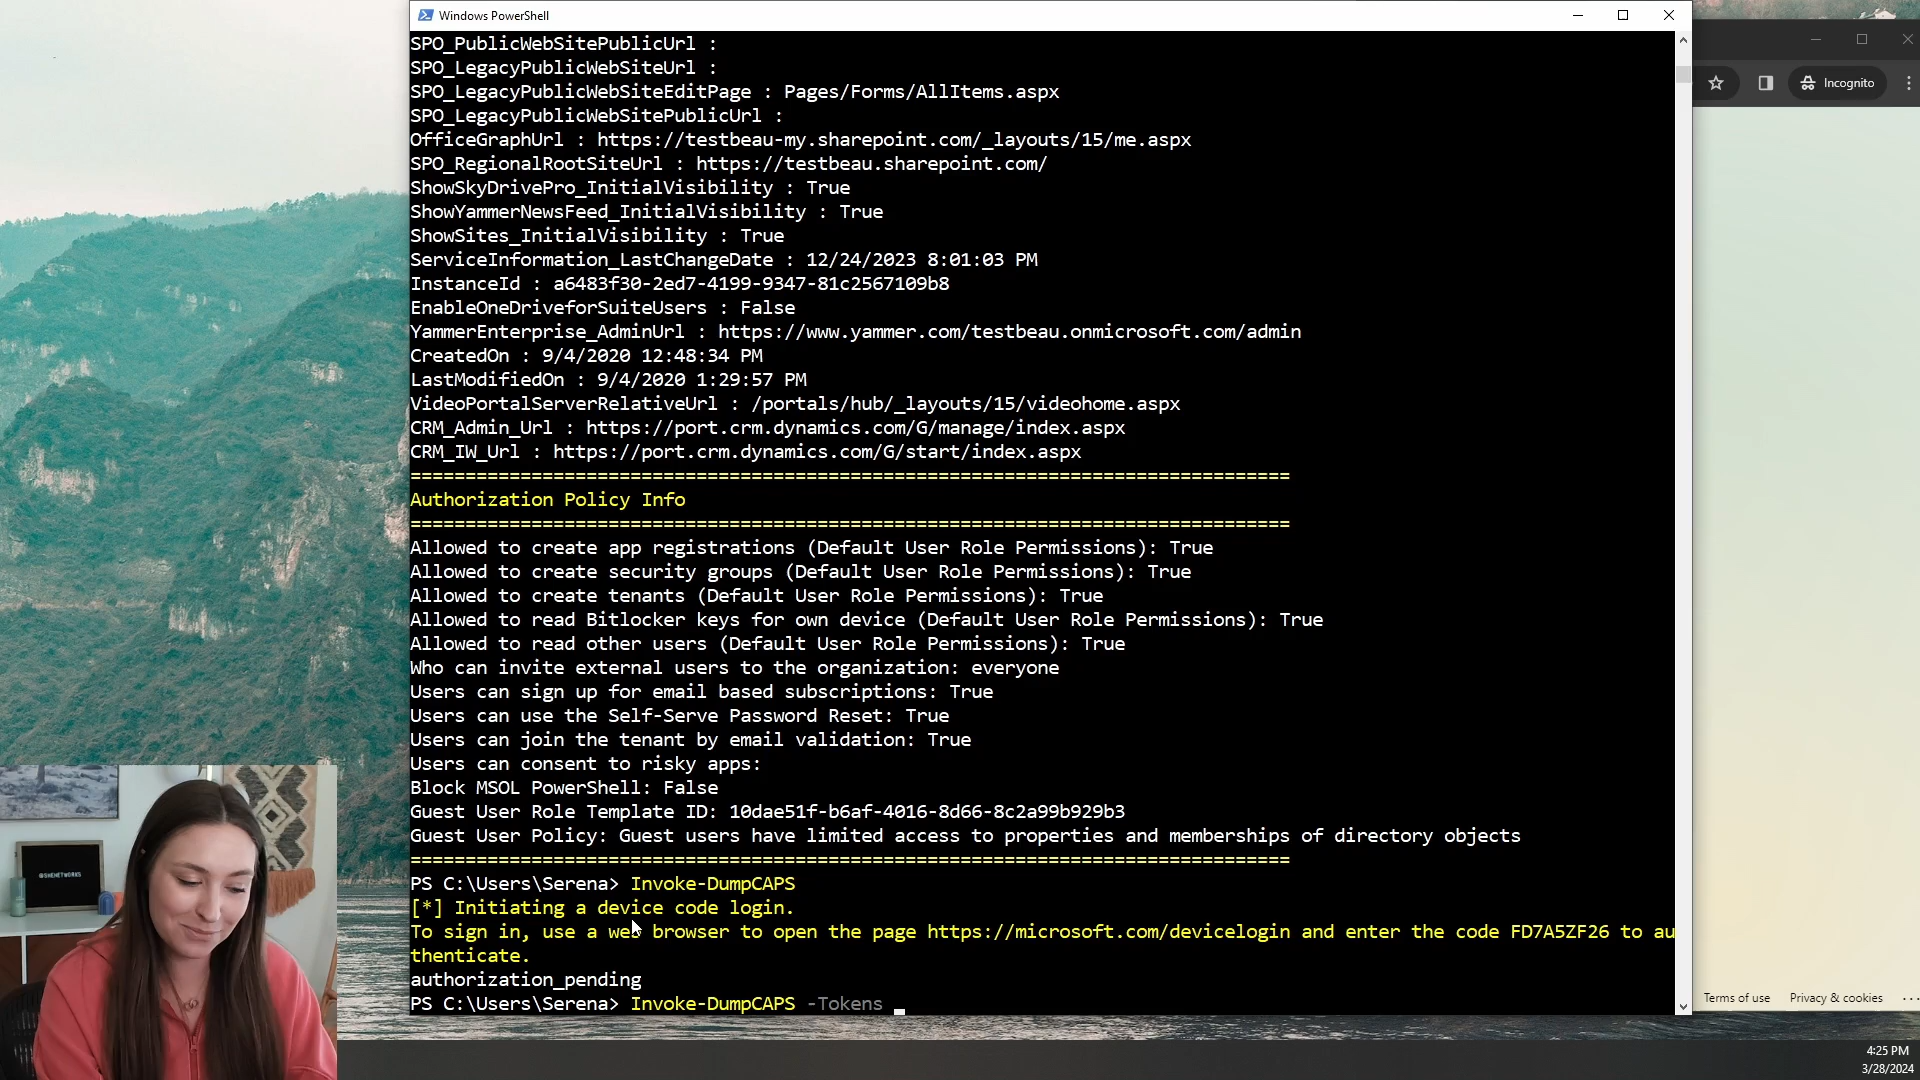 Windows PowerShell
SPO_PublicWebSitePublicUrl :
SPO_LegacyPublicWebSiteUrl :
SPO_LegacyPublicWebSiteEditPage : Pages/Forms/AllItems.aspx
SPO_LegacyPublicWebSitePublicUrl :
OfficeGraphUrl : https://testbeau-my.sharepoint.com/_layouts/15/me.aspx
SPO_RegionalRootSiteUrl : https://testbeau.sharepoint.com/
ShowSkyDrivePro_InitialVisibility : True
ShowYammerNewsFeed_InitialVisibility : True
ShowSites_InitialVisibility : True
ServiceInformation_LastChangeDate : 12/24/2023 8:01:03 PM
InstanceId : a6483f30-2ed7-4199-9347-81c2567109b8
EnableOneDriveforSuiteUsers : False
YammerEnterprise_AdminUrl : https://www.yammer.com/testbeau.onmicrosoft.com/admin
CreatedOn : 9/4/2020 12:48:34 PM
LastModifiedOn : 9/4/2020 1:29:57 PM
VideoPortalServerRelativeUrl : /portals/hub/_layouts/15/videohome.aspx
CRM_Admin_Url : https://port.crm.dynamics.com/G/manage/index.aspx
CRM_IW_Url : https://port.crm.dynamics.com/G/start/index.aspx
================================================================================
Authorization Policy Info
================================================================================
Allowed to create app registrations (Default User Role Permissions): True
Allowed to create security groups (Default User Role Permissions): True
Allowed to create tenants (Default User Role Permissions): True
Allowed to read Bitlocker keys for own device (Default User Role Permissions): True
Allowed to read other users (Default User Role Permissions): True
Who can invite external users to the organization: everyone
Users can sign up for email based subscriptions: True
Users can use the Self-Serve Password Reset: True
Users can join the tenant by email validation: True
Users can consent to risky apps:
Block MSOL PowerShell: False
Guest User Role Template ID: 10dae51f-b6af-4016-8d66-8c2a99b929b3
Guest User Policy: Guest users have limited access to properties and memberships of directory objects
================================================================================
PS C:\Users\Serena> Invoke-DumpCAPS
[*] Initiating a device code login.
To sign in, use a web browser to open the page https://microsoft.com/devicelogin and enter the code FD7A5ZF26 to au
thenticate.
authorization_pending
PS C:\Users\Serena> Invoke-DumpCAPS -Tokens
Incognito
Terms of use
Privacy & cookies
...
@SHENETWORKS
4:25 PM
3/28/2024